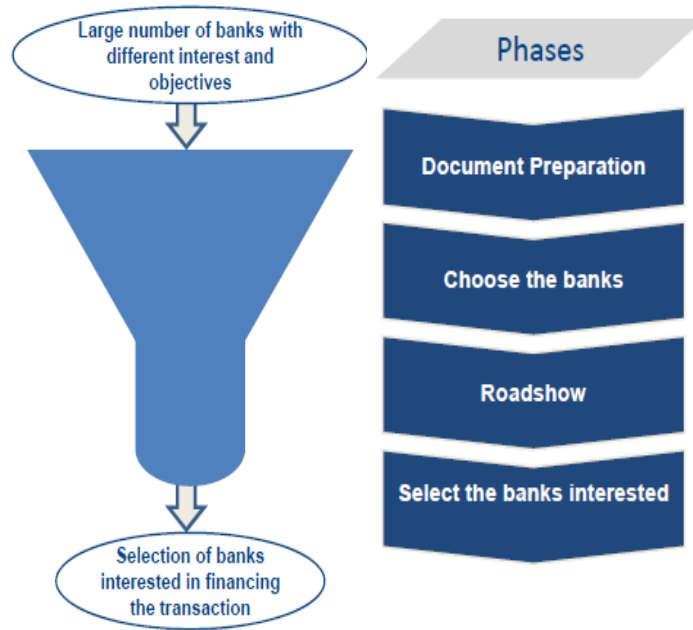 Large number of banks with
different interest and
objectives
Phases
Document Preparation
Choose the banks
Roadshow
Select the banks interested
Selection of banks
interested in financing
the transaction